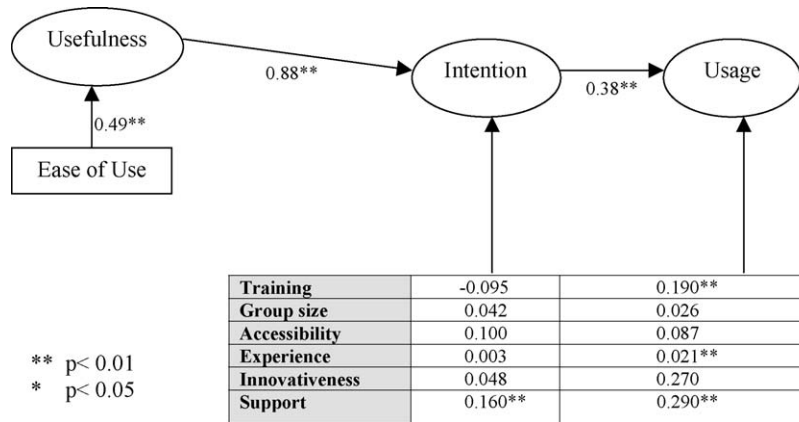 Usefulness
Intention
Usage
0.88**
0.38**
0.49**
Ease of Use
Training -0.095 0.190**
Group size 0.042 0.026
Accessibility 0.100 0.087
Experience 0.003 0.021**
Innovativeness 0.048 0.270
Support 0.160** 0.290**
** p< 0.01
* p< 0.05